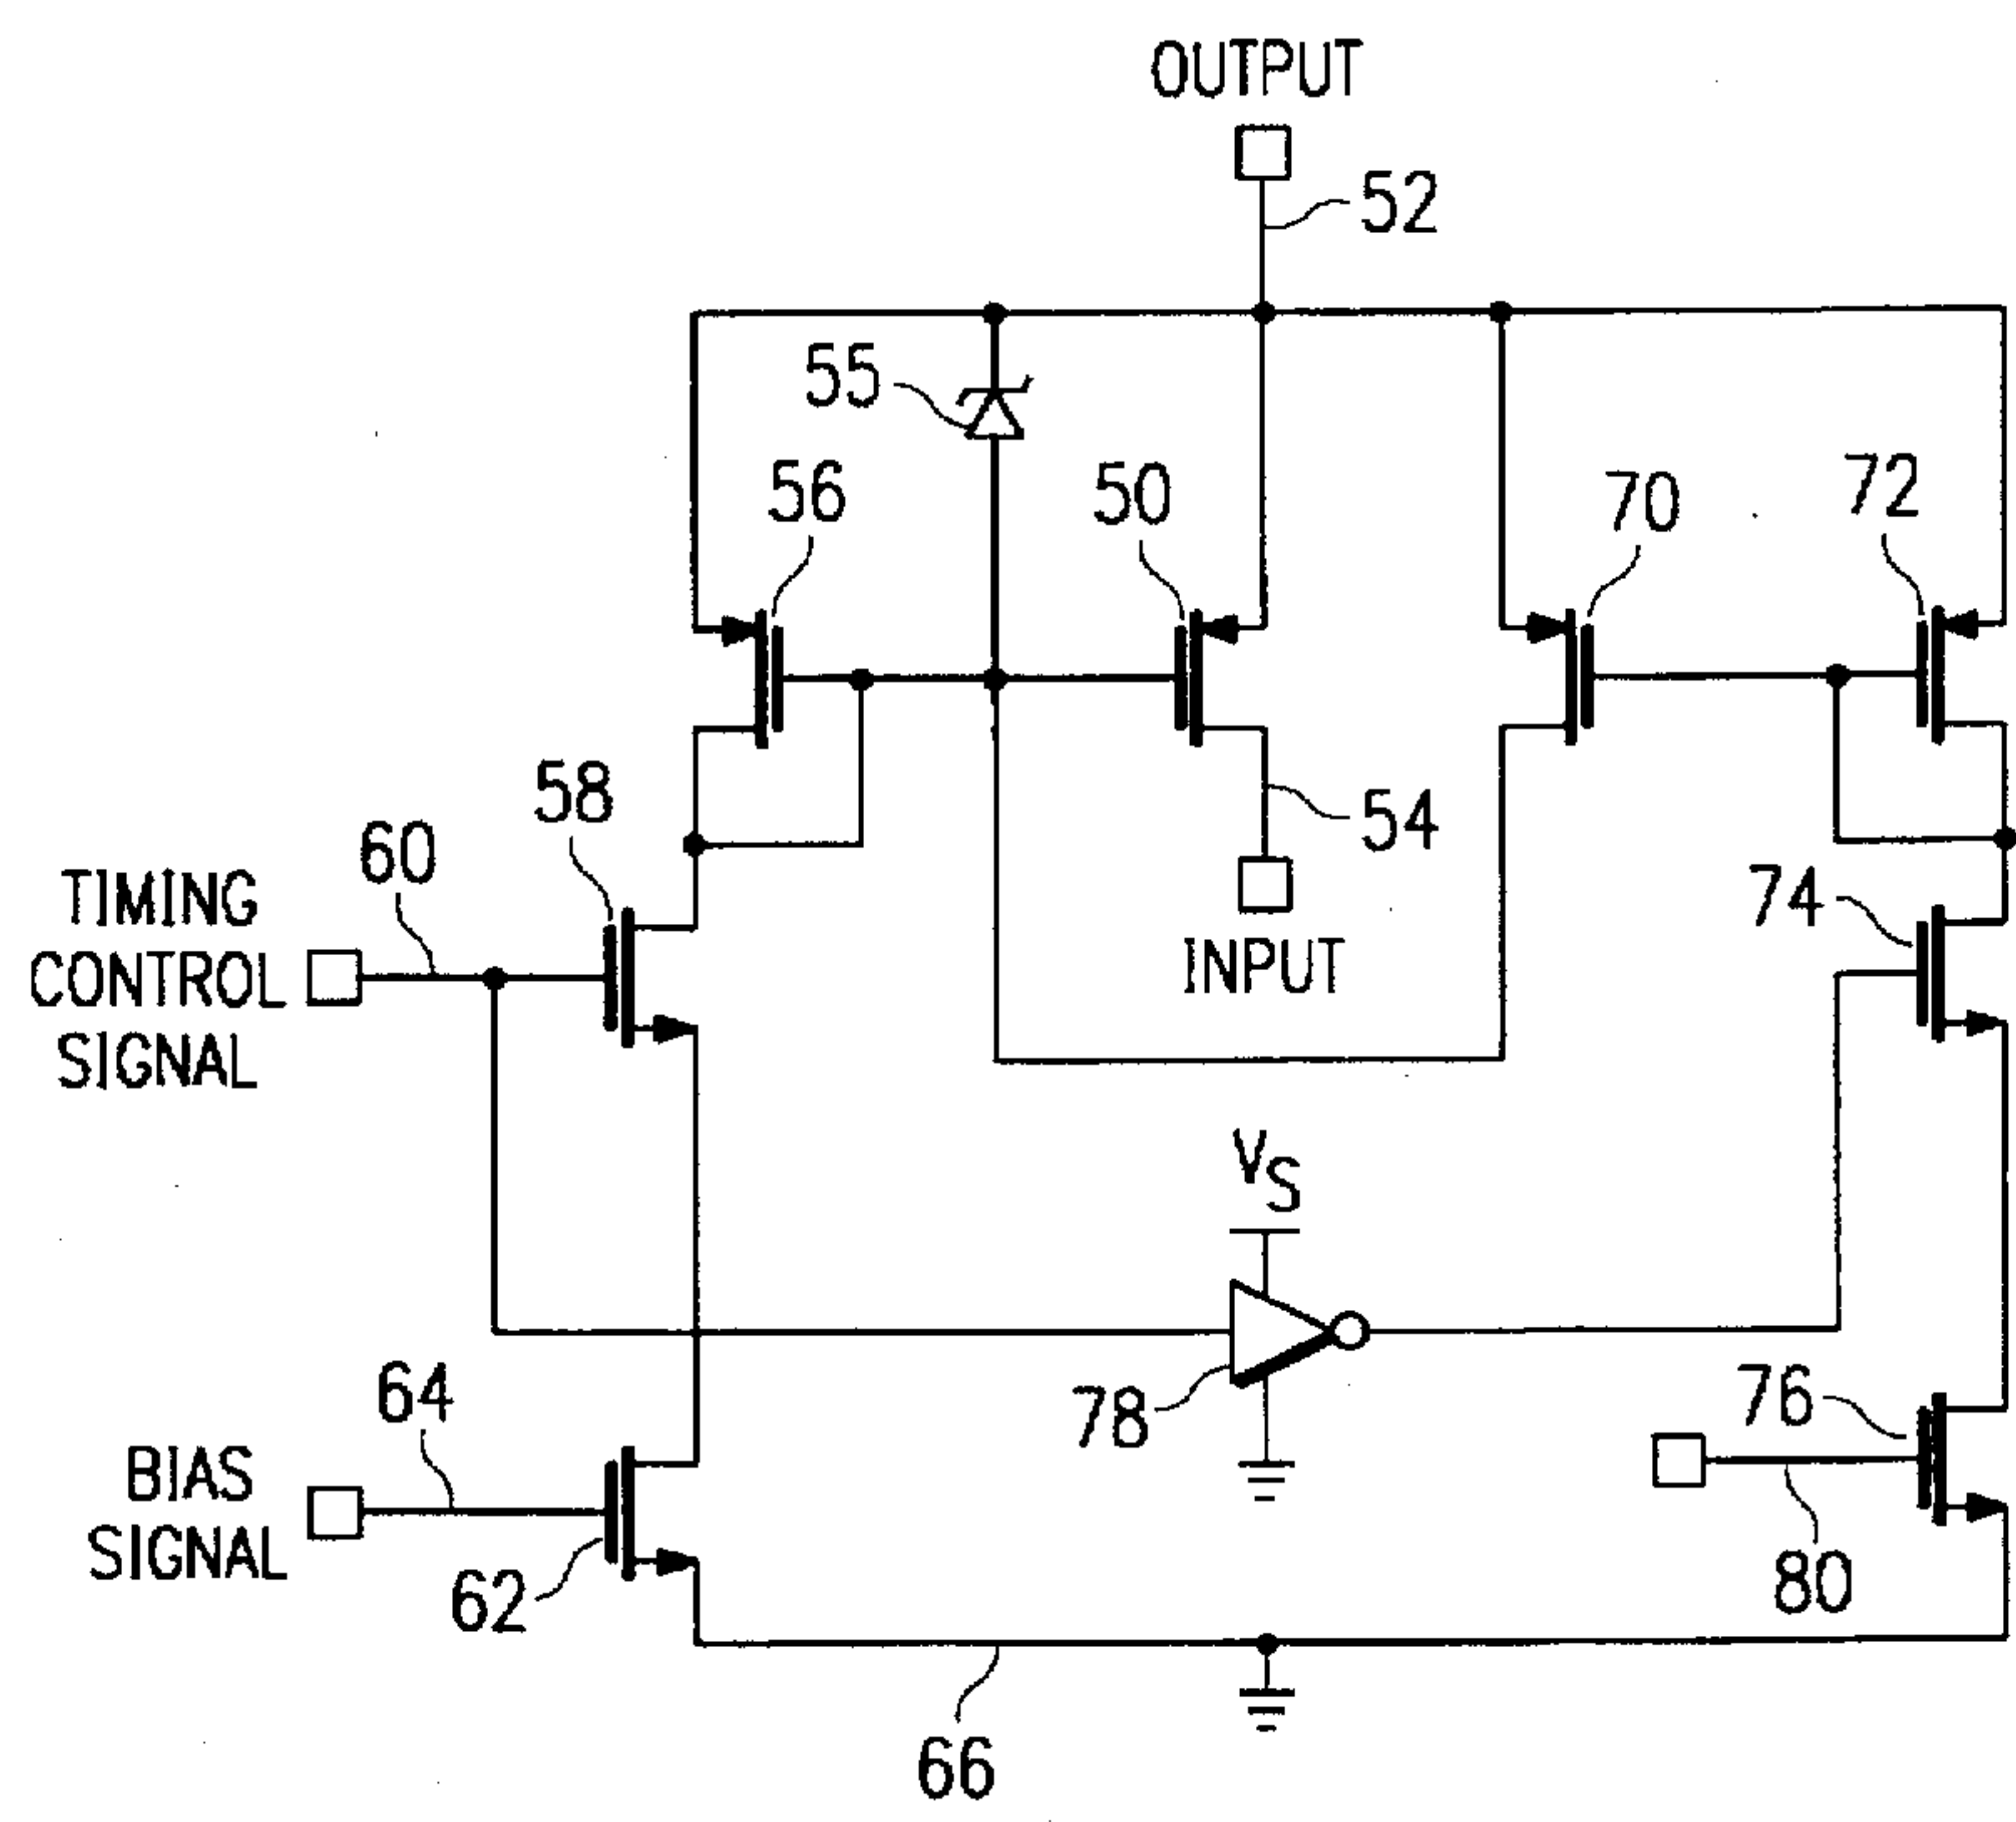 OUTPUT
52
55
56
50
70
72
58
54
60
74
TIMING
CONTROL
SIGNAL
INPUT
VS
64
78
76
BIAS
SIGNAL
62
80
66